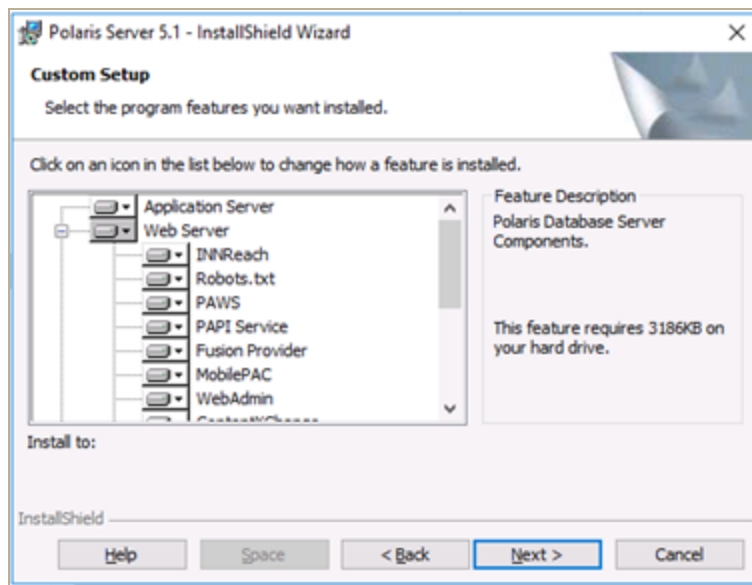 Polaris Server 5.1 - InstallShield Wizard
Custom Setup
Select the program features you want installed.
Click on an icon in the list below to change how a feature is installed.
Application Server
Web Server
INNReach
Robots.txt
PAWS
PAPI Service
Fusion Provider
MobilePAC
WebAdmin
Feature Description
Polaris Database Server
Components.
This feature requires 3186KB on
your hard drive.
Install to:
InstallShield
Help
Space
< Back
Next >
Cancel